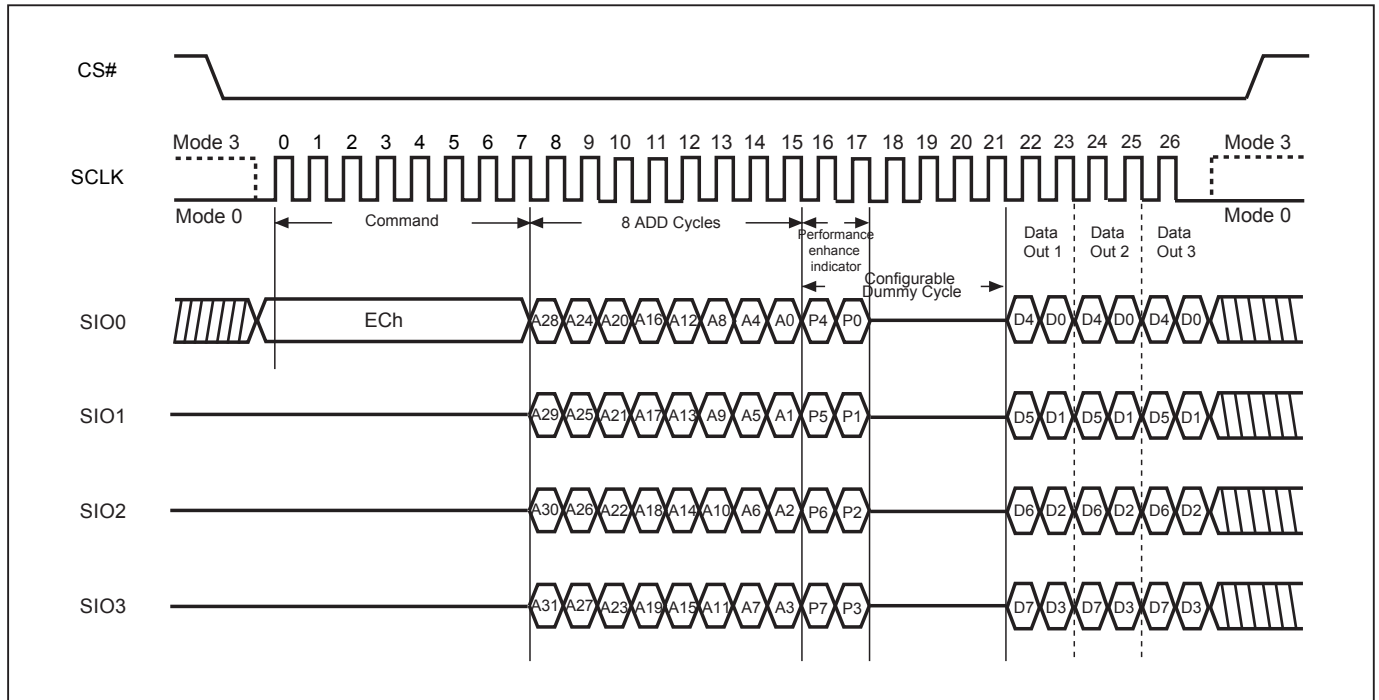 CS#
Mode 3 0 1 2 3 4 5 6 7 8 9 10 11 12 13 14 15 16 17 18 19 20 21 22 23 24 25 26 Mode 3
SCLK
Mode 0 Mode 0
Command
8 ADD Cycles
Performance
enhance
indicator
Data
Out 1
Data
Out 2
Data
Out 3
Configurable
Dummy Cycle
SIO0 ECh A28 A24 A20 A16 A12 A8 A4 A0 P4 P0 D4 D0 D4 D0 D4 D0
SIO1 A29 A25 A21 A17 A13 A9 A5 A1 P5 P1 D5 D1 D5 D1 D5 D1
SIO2 A30 A26 A22 A18 A14 A10 A6 A2 P6 P2 D6 D2 D6 D2 D6 D2
SIO3 A31 A27 A23 A19 A15 A11 A7 A3 P7 P3 D7 D3 D7 D3 D7 D3